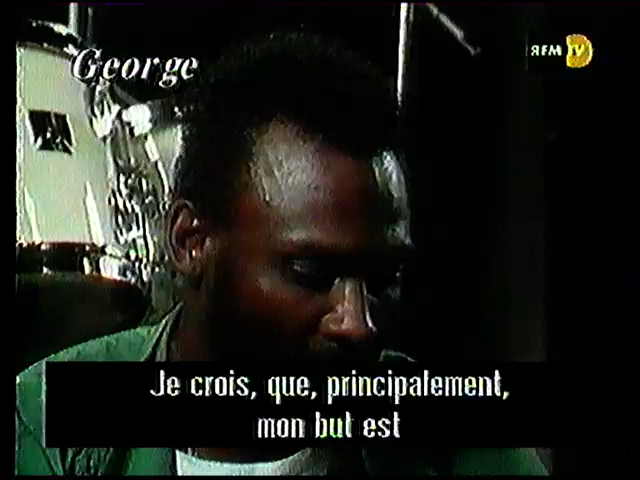 George
RFM TV
Je crois, que, principalement,
mon but est